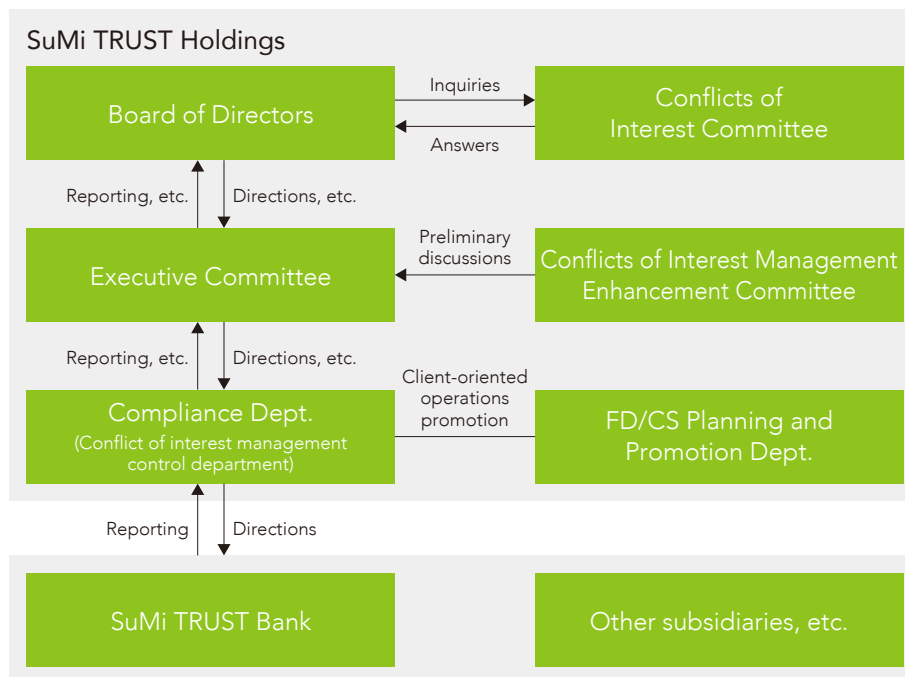 SuMi TRUST Holdings
Board of Directors
Inquiries
Answers
Conflicts of
Interest Committee
Reporting, etc.
Directions, etc.
Executive Committee
Preliminary
discussions
Conflicts of Interest Management
Enhancement Committee
Reporting, etc.
Directions, etc.
Compliance Dept.
(Conflict of interest management
control department)
Client-oriented
operations
promotion
FD/CS Planning and
Promotion Dept.
Reporting
Directions
SuMi TRUST Bank
Other subsidiaries, etc.